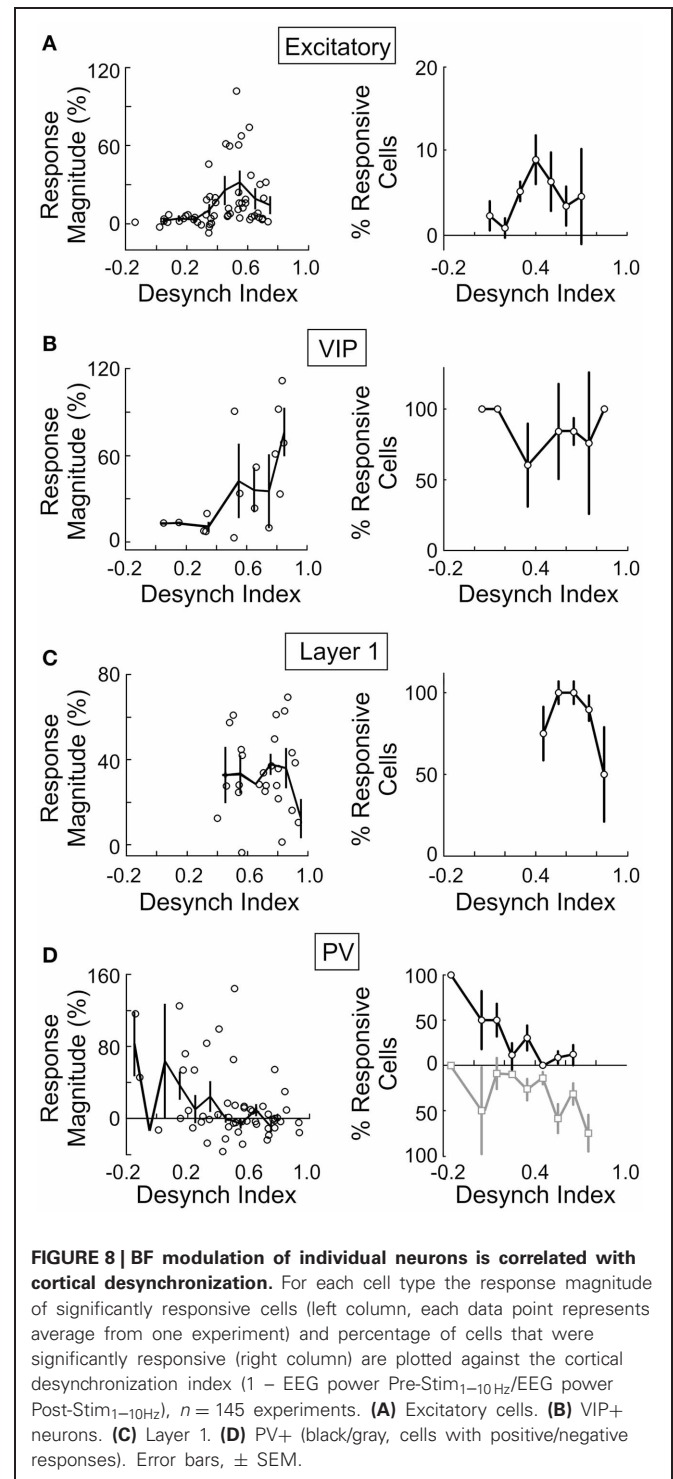 A
Excitatory
Response
Magnitude (%)
120
60
0
-0.2 0.2 0.6 1.0
Desynch Index
% Responsive
Cells
20
10
0
-0.2 0.4 1.0
Desynch Index
B
VIP
Response
Magnitude (%)
120
60
0
-0.2 0.2 0.6 1.0
Desynch Index
% Responsive
Cells
100
50
0
-0.2 0.4 1.0
Desynch Index
C
Layer 1
Response
Magnitude (%)
80
40
0
-0.2 0.2 0.6 1.0
Desynch Index
% Responsive
Cells
100
50
0
-0.2 0.4 1.0
Desynch Index
D
PV
Response
Magnitude (%)
160
80
0
-0.2 0.2 0.6 1.0
Desynch Index
% Responsive
Cells
100
50
0
50
100
-0.2 0.4 1.0
Desynch Index
FIGURE 8 | BF modulation of individual neurons is correlated with
cortical desynchronization. For each cell type the response magnitude
of significantly responsive cells (left column, each data point represents
average from one experiment) and percentage of cells that were
significantly responsive (right column) are plotted against the cortical
desynchronization index (1 – EEG power Pre-Stim1–10 Hz/EEG power
Post-Stim1–10Hz), n = 145 experiments. (A) Excitatory cells. (B) VIP+
neurons. (C) Layer 1. (D) PV+ (black/gray, cells with positive/negative
responses). Error bars, ± SEM.